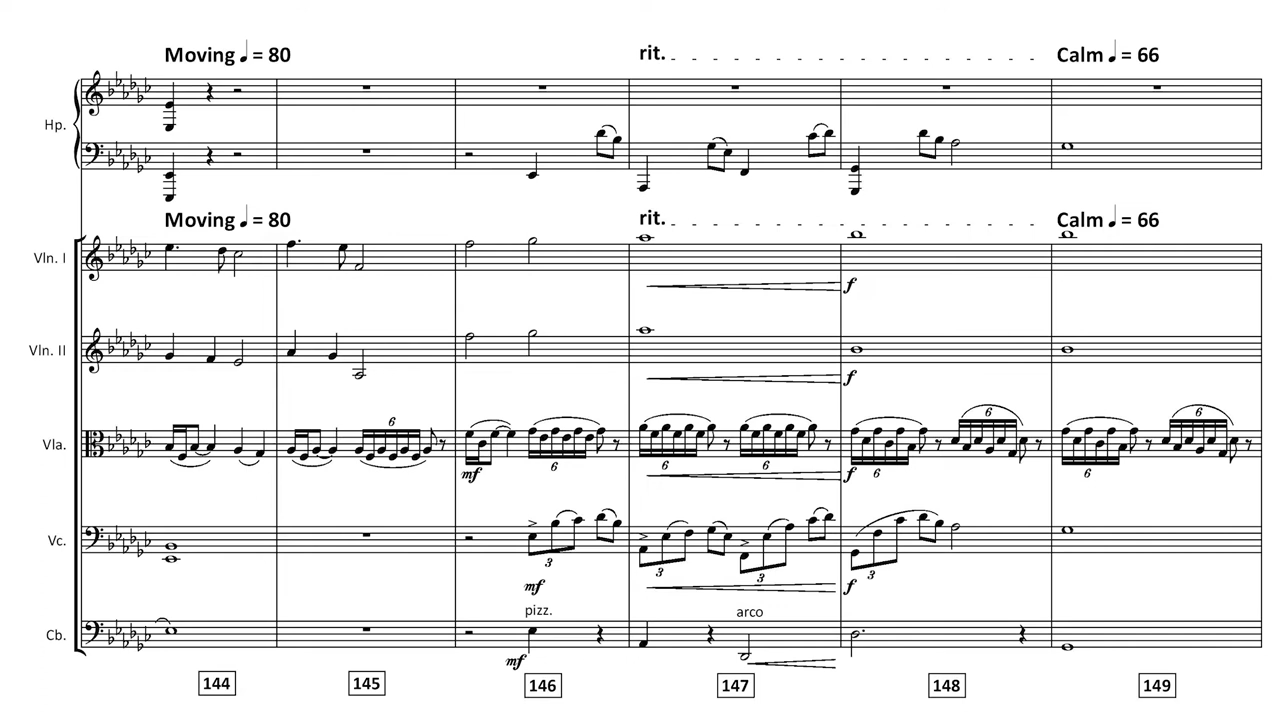 Moving ♩ = 80 rit. Calm ♩ = 66
Hp.
Moving ♩ = 80 rit. Calm ♩ = 66
Vln. I
f
Vln. II
f
6 6 6
Vla.
mf 6 6 6 f 6 6
Vc.
3 3 3 3
mf f
pizz. arco
Cb.
mf
144 145 146 147 148 149